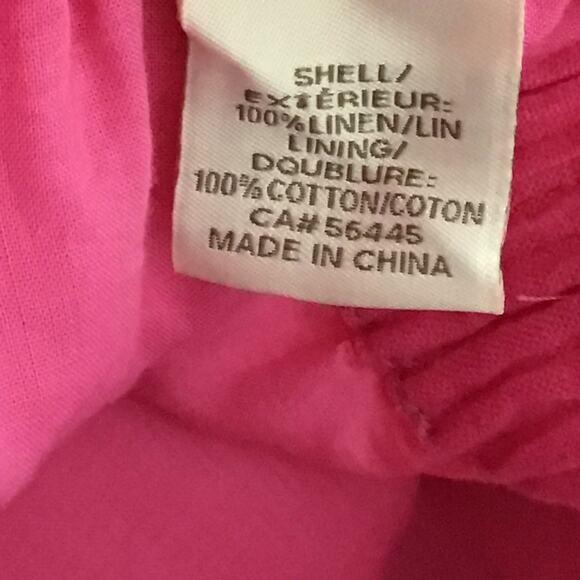 SHELL/
EXTÉRIEUR:
100% LINEN/LIN
LINING/
DOUBLURE:
100% COTTON/COTON
CA# 56445
MADE IN CHINA